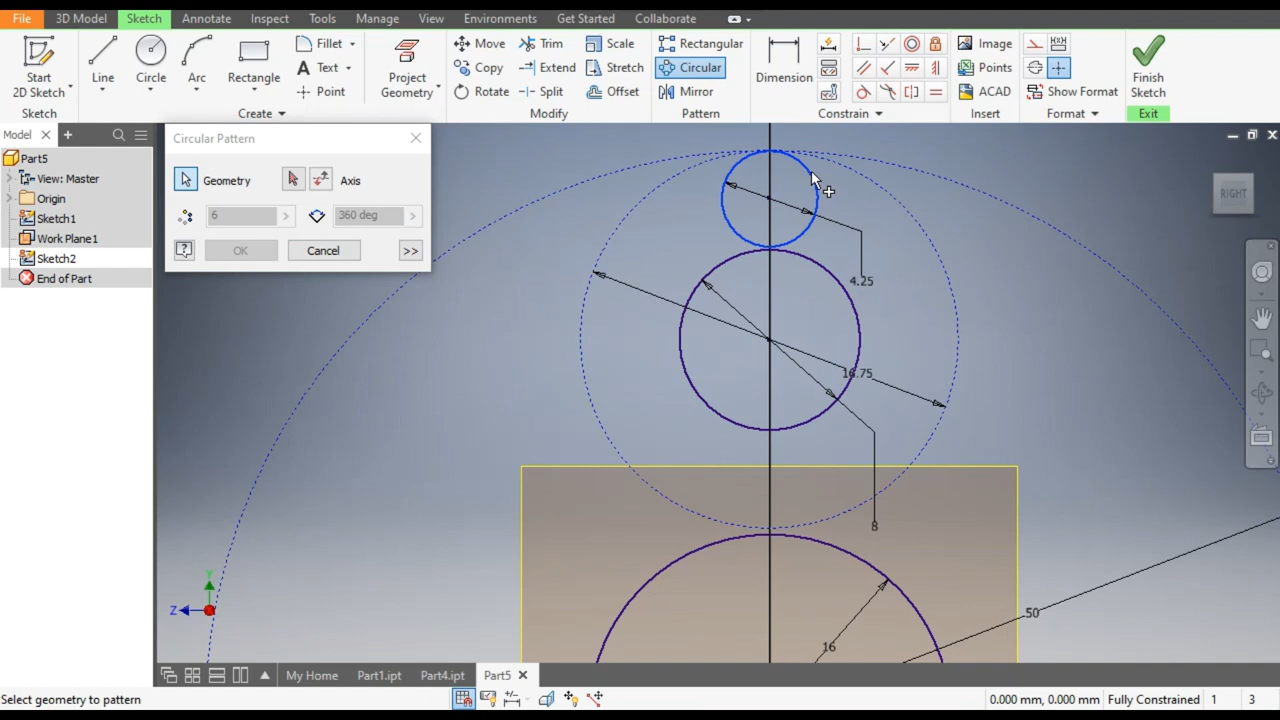 File 3D Model Sketch Annotate Inspect Tools Manage View Environments Get Started Collaborate
Start 2D Sketch
Line
Circle
Arc
Rectangle
Fillet
Text
Point
Project Geometry
Move
Copy
Rotate
Trim
Extend
Split
Scale
Stretch
Offset
Rectangular
Circular
Mirror
Dimension
Image
Points
ACAD
Show Format
Finish Sketch
Sketch Create Modify Pattern Constrain Insert Format Exit
Model
Part5
View: Master
Origin
Sketch1
Work Plane1
Sketch2
End of Part
Circular Pattern
Geometry
Axis
6
360 deg
OK
Cancel
>>
RIGHT
4.25
16.75
8
50
16
Y
Z
My Home Part1.ipt Part4.ipt Part5
Select geometry to pattern
0.000 mm, 0.000 mm Fully Constrained 1 3